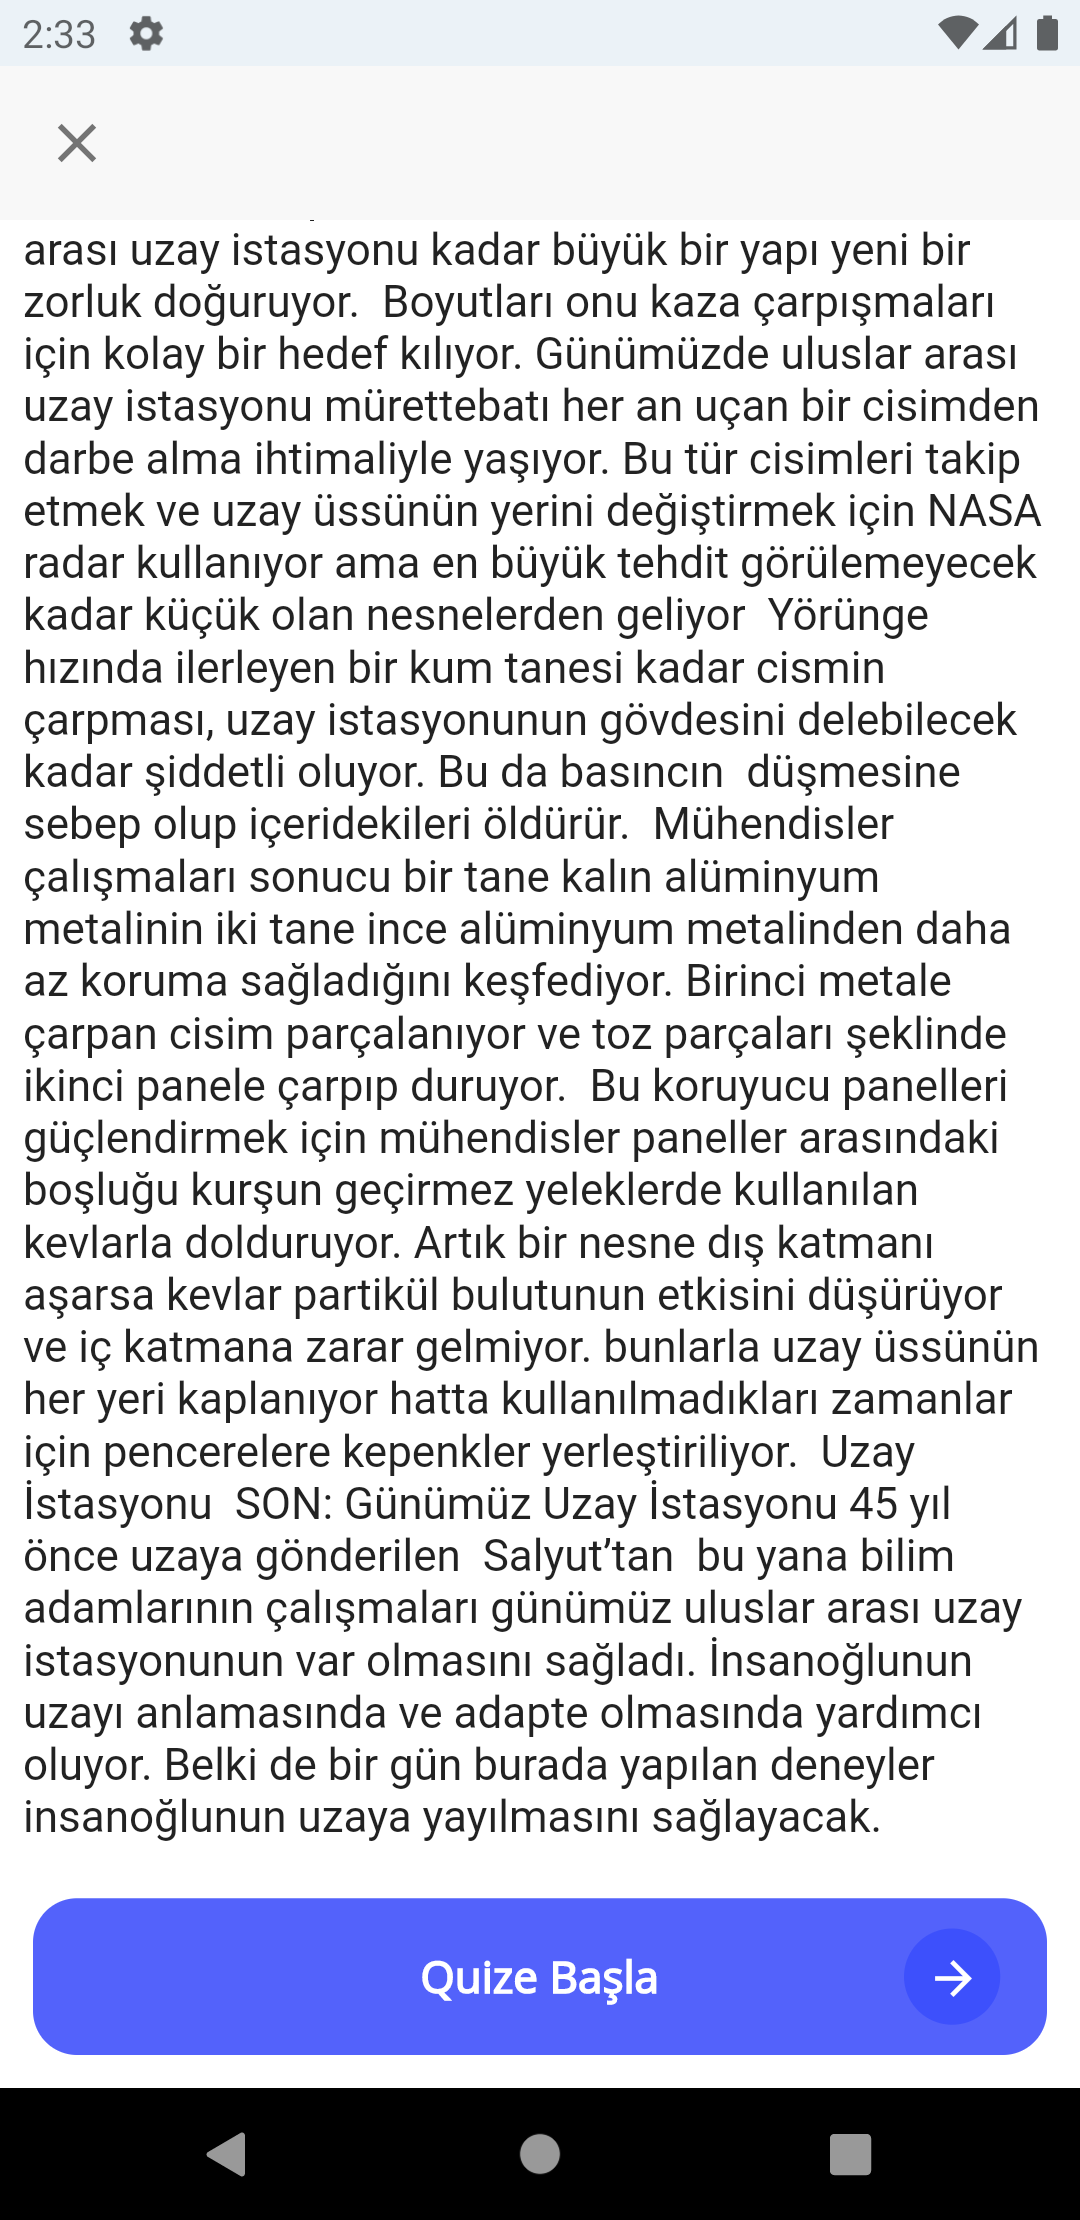 2:33
arası uzay istasyonu kadar büyük bir yapı yeni bir
zorluk doğuruyor.  Boyutları onu kaza çarpışmaları
için kolay bir hedef kılıyor. Günümüzde uluslar arası
uzay istasyonu mürettebatı her an uçan bir cisimden
darbe alma ihtimaliyle yaşıyor. Bu tür cisimleri takip
etmek ve uzay üssünün yerini değiştirmek için NASA
radar kullanıyor ama en büyük tehdit görülemeyecek
kadar küçük olan nesnelerden geliyor  Yörünge
hızında ilerleyen bir kum tanesi kadar cismin
çarpması, uzay istasyonunun gövdesini delebilecek
kadar şiddetli oluyor. Bu da basıncın  düşmesine
sebep olup içeridekileri öldürür.  Mühendisler
çalışmaları sonucu bir tane kalın alüminyum
metalinin iki tane ince alüminyum metalinden daha
az koruma sağladığını keşfediyor. Birinci metale
çarpan cisim parçalanıyor ve toz parçaları şeklinde
ikinci panele çarpıp duruyor.  Bu koruyucu panelleri
güçlendirmek için mühendisler paneller arasındaki
boşluğu kurşun geçirmez yeleklerde kullanılan
kevlarla dolduruyor. Artık bir nesne dış katmanı
aşarsa kevlar partikül bulutunun etkisini düşürüyor
ve iç katmana zarar gelmiyor. bunlarla uzay üssünün
her yeri kaplanıyor hatta kullanılmadıkları zamanlar
için pencerelere kepenkler yerleştiriliyor.  Uzay
İstasyonu  SON: Günümüz Uzay İstasyonu 45 yıl
önce uzaya gönderilen  Salyut’tan  bu yana bilim
adamlarının çalışmaları günümüz uluslar arası uzay
istasyonunun var olmasını sağladı. İnsanoğlunun
uzayı anlamasında ve adapte olmasında yardımcı
oluyor. Belki de bir gün burada yapılan deneyler
insanoğlunun uzaya yayılmasını sağlayacak.
Quize Başla